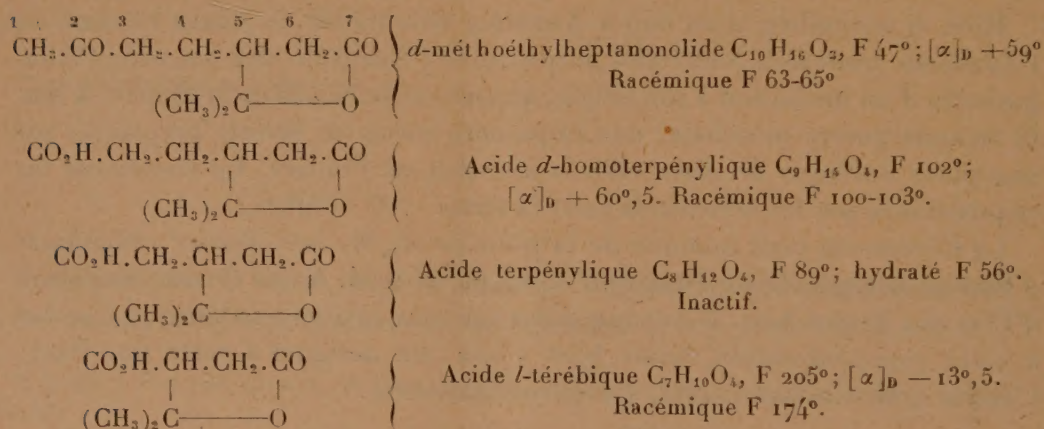 1 2 3 4 5 6 7
CH₃.CO.CH₂.CH₂.CH.CH₂.CO
(CH₃)₂C———O
d-méthoéthylheptanonolide C₁₀H₁₆O₃, F 47°; [α]D +59°
Racémique F 63-65°
CO₂H.CH₂.CH₂.CH.CH₂.CO
(CH₃)₂C———O
Acide d-homoterpénylique C₉H₁₄O₄, F 102°;
[α]D + 60°,5. Racémique F 100-103°.
CO₂H.CH₂.CH.CH₂.CO
(CH₃)₂C———O
Acide terpénylique C₈H₁₂O₄, F 89°; hydraté F 56°.
Inactif.
CO₂H.CH.CH₂.CO
(CH₃)₂C———O
Acide l-térébique C₇H₁₀O₄, F 205°; [α]D — 13°,5.
Racémique F 174°.